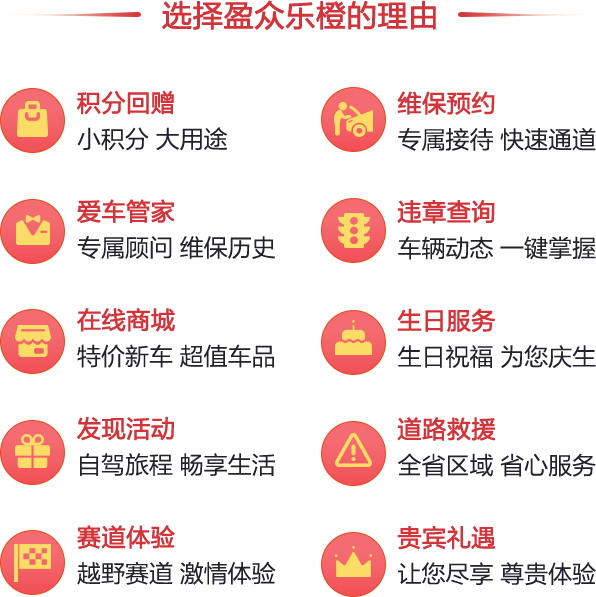 选择盈众乐橙的理由
积分回赠
小积分 大用途
维保预约
专属接待 快速通道
爱车管家
专属顾问 维保历史
违章查询
车辆动态 一键掌握
在线商城
特价新车 超值车品
生日服务
生日祝福 为您庆生
发现活动
自驾旅程 畅享生活
道路救援
全省区域 省心服务
赛道体验
越野赛道 激情体验
贵宾礼遇
让您尽享 尊贵体验